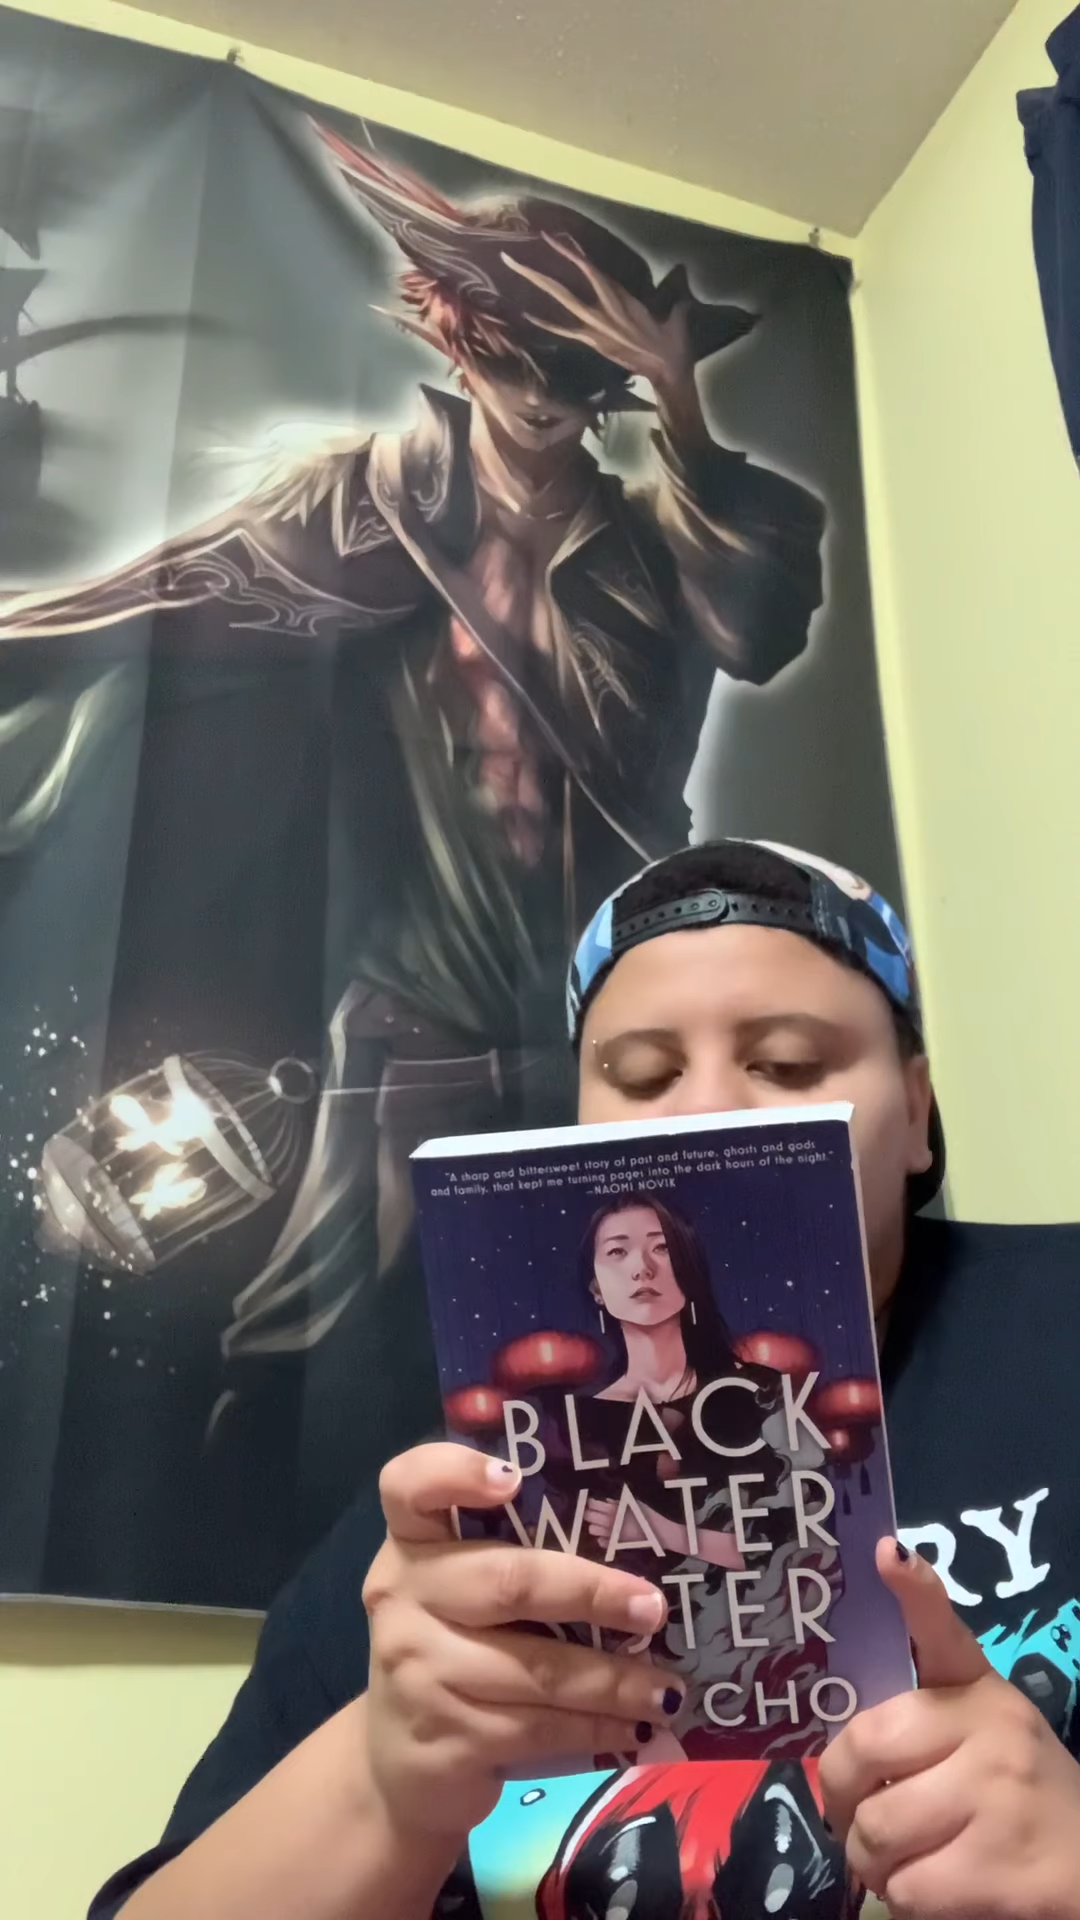 "A sharp and bittersweet story of past and future, ghosts and gods
and family, that kept me turning pages into the dark hours of the night."
—NAOMI NOVIK
BLACK
WATER
STER
CHO
RY